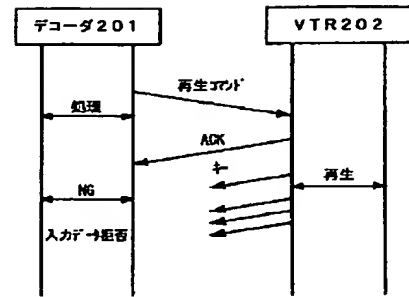 デコーダ201
VTR202
再生コマンド
処理
ACK
キー
NG
再生
入力データ拒否